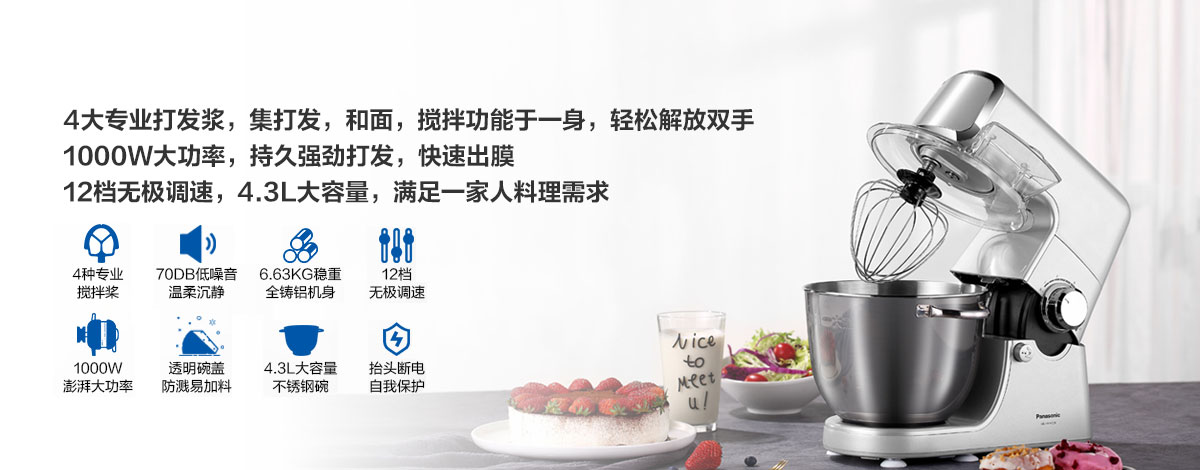 4大专业打发浆，集打发，和面，搅拌功能于一身，轻松解放双手
1000W大功率，持久强劲打发，快速出膜
12档无极调速，4.3L大容量，满足一家人料理需求
4种专业
搅拌桨
70DB低噪音
温柔沉静
6.63KG稳重
全铸铝机身
12档
无极调速
1000W
澎湃大功率
透明碗盖
防溅易加料
4.3L大容量
不锈钢碗
抬头断电
自我保护
Nice
to
Meet
u!
Panasonic